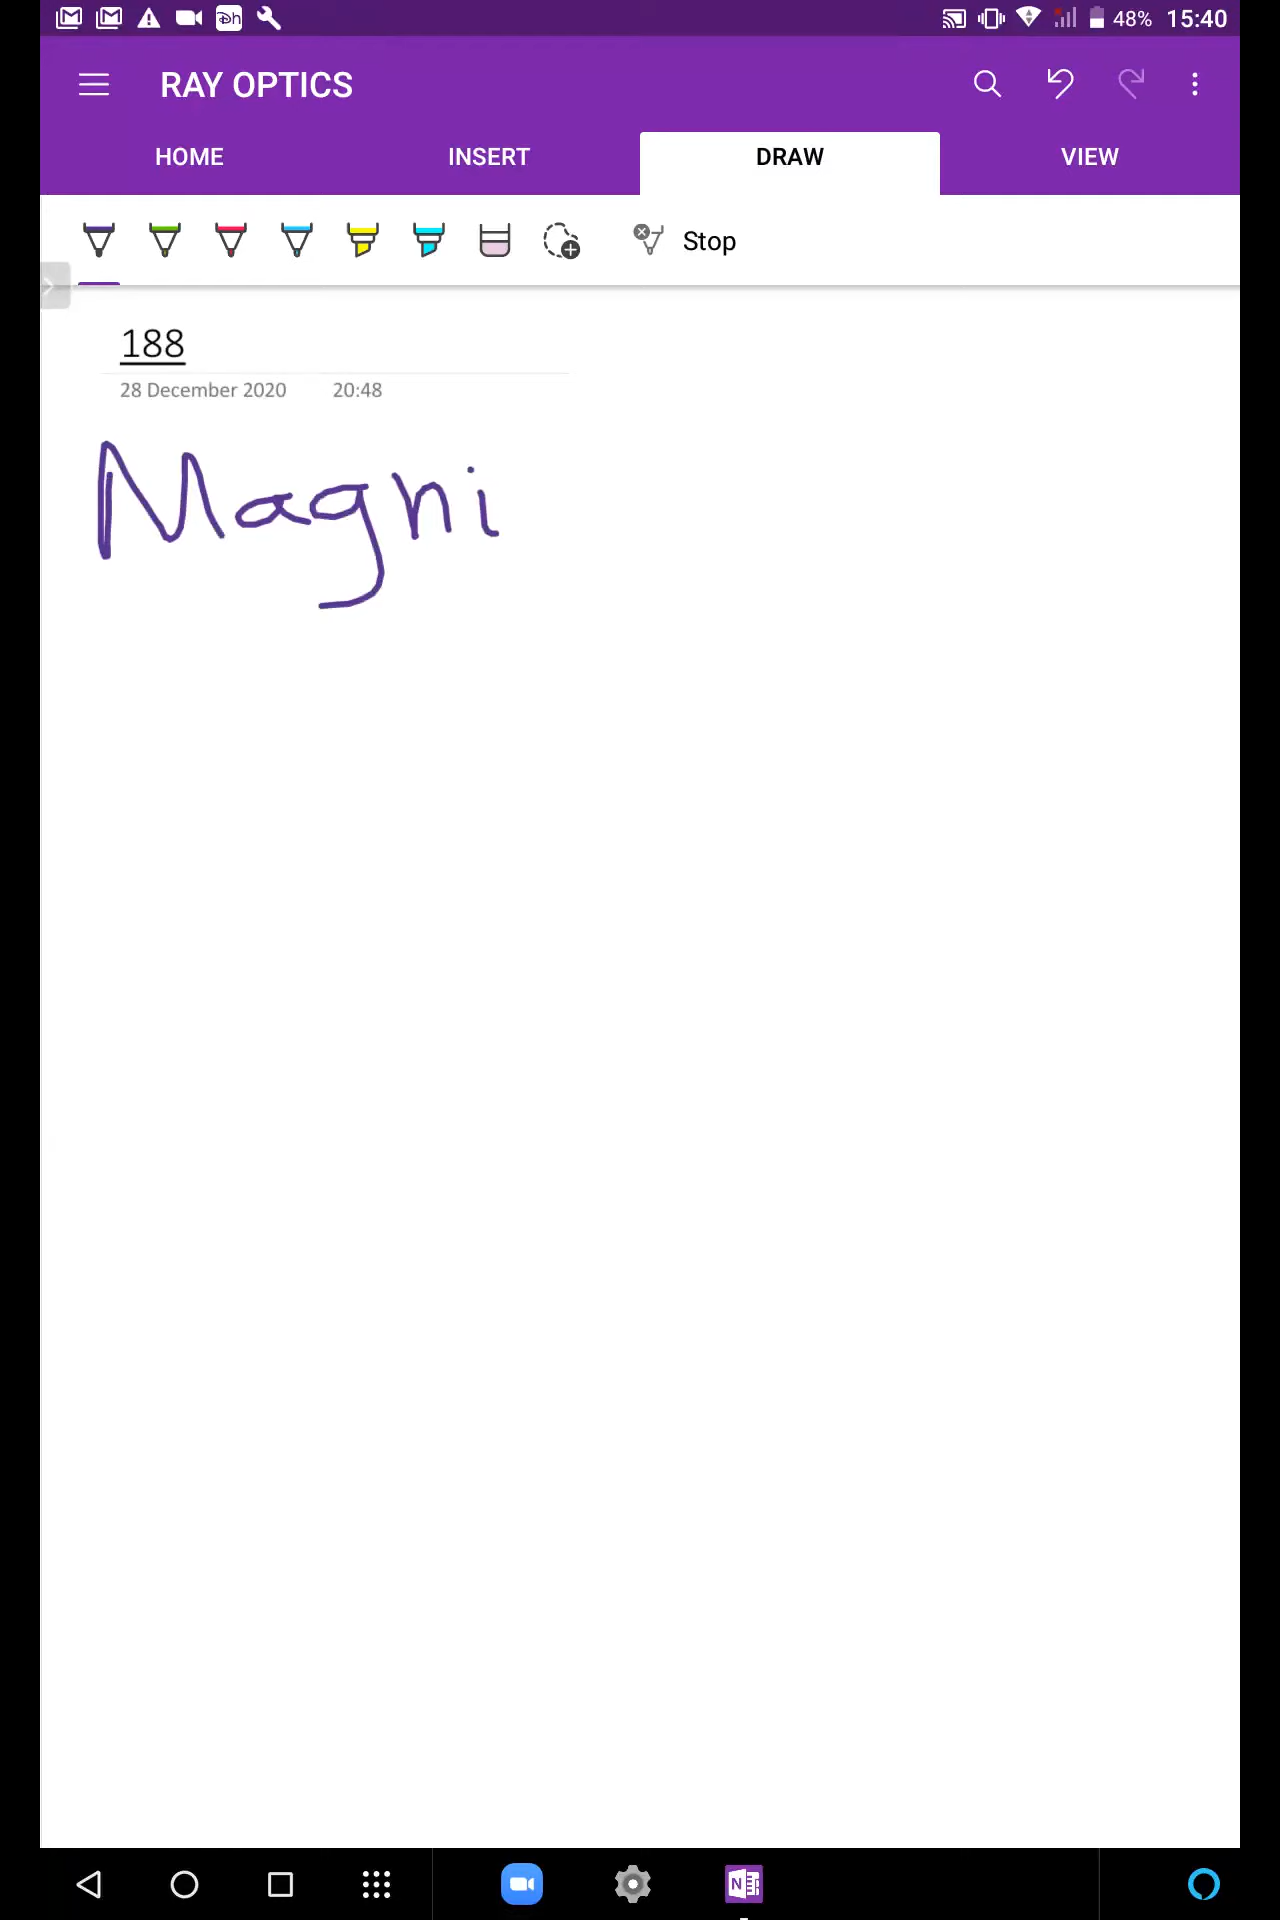 48% 15:40
RAY OPTICS
HOME INSERT DRAW VIEW
Stop
188
28 December 2020 20:48
Magni